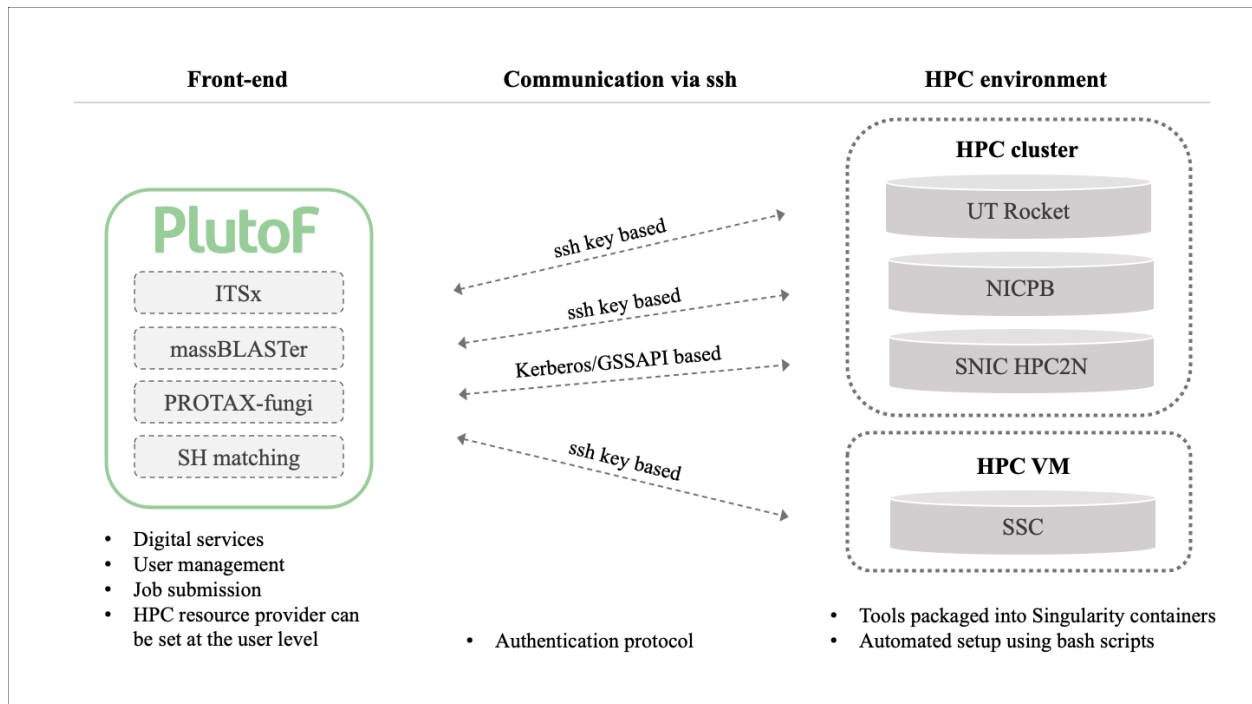 Front-end
Communication via ssh
HPC environment
PlutoF
ITSx
massBLASTer
PROTAX-fungi
SH matching
• Digital services
• User management
• Job submission
• HPC resource provider can
be set at the user level
ssh key based
ssh key based
Kerberos/GSSAPI based
ssh key based
• Authentication protocol
HPC cluster
UT Rocket
NICPB
SNIC HPC2N
HPC VM
SSC
• Tools packaged into Singularity containers
• Automated setup using bash scripts